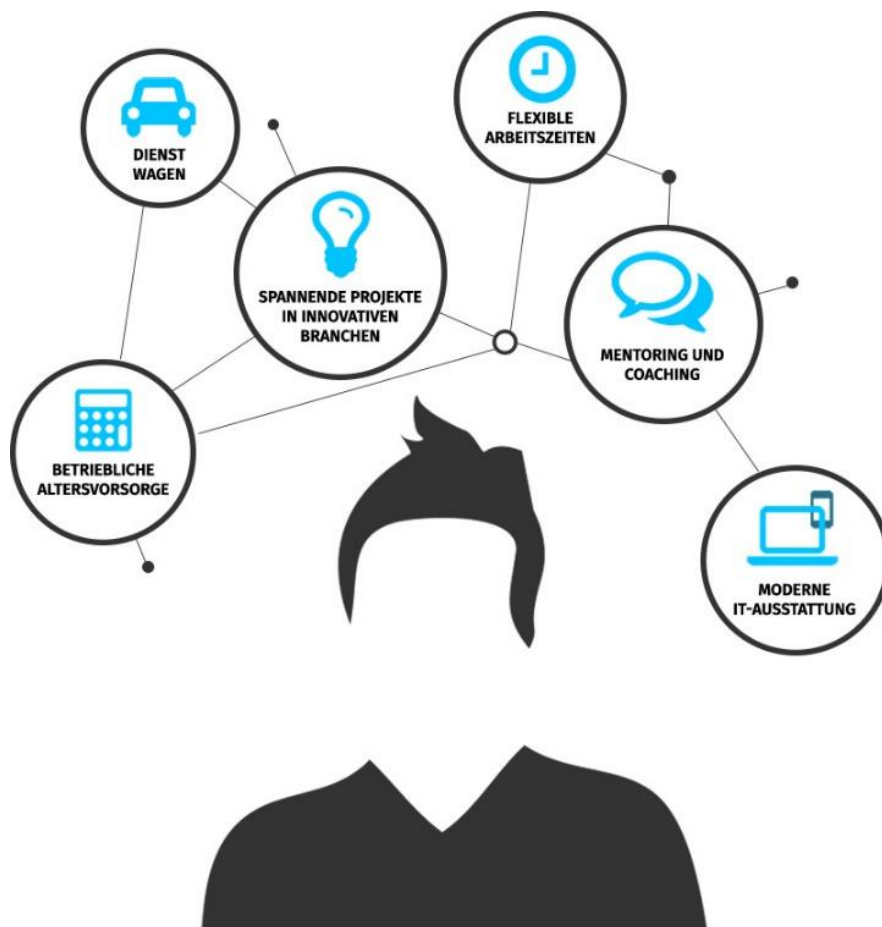 FLEXIBLE
ARBEITSZEITEN
DIENST
WAGEN
SPANNENDE PROJEKTE
IN INNOVATIVEN
BRANCHEN
MENTORING UND
COACHING
BETRIEBLICHE
ALTERSVORSORGE
MODERNE
IT-AUSSTATTUNG